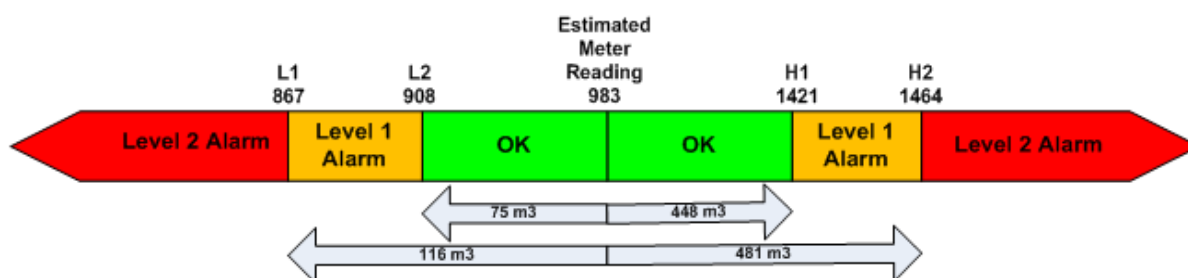 Estimated
Meter
Reading
L1
L2
H1
H2
867
908
983
1421
1464
Level 2 Alarm
Level 1
Alarm
OK
OK
Level 1
Alarm
Level 2 Alarm
75 m3
448 m3
116 m3
481 m3